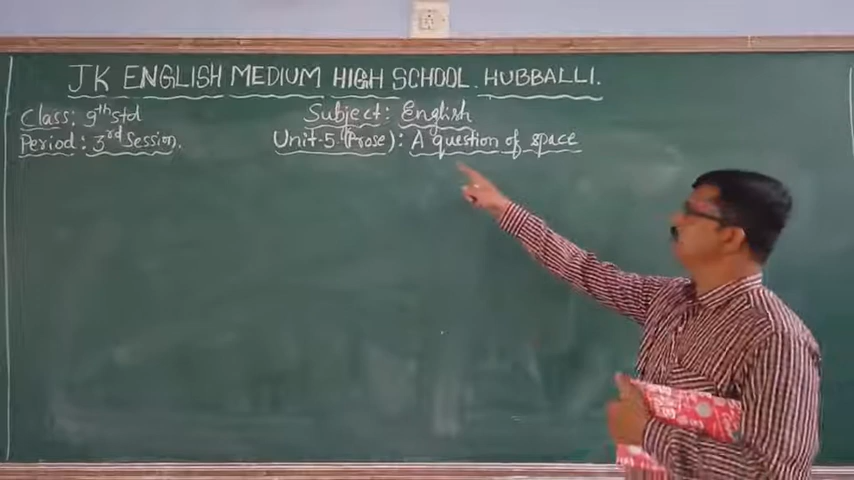 JK ENGLISH MEDIUM HIGH SCHOOL, HUBBALLI.
Class: 9th std Subject: English
Period: 3rd Session. Unit-5 (Prose): A question of space